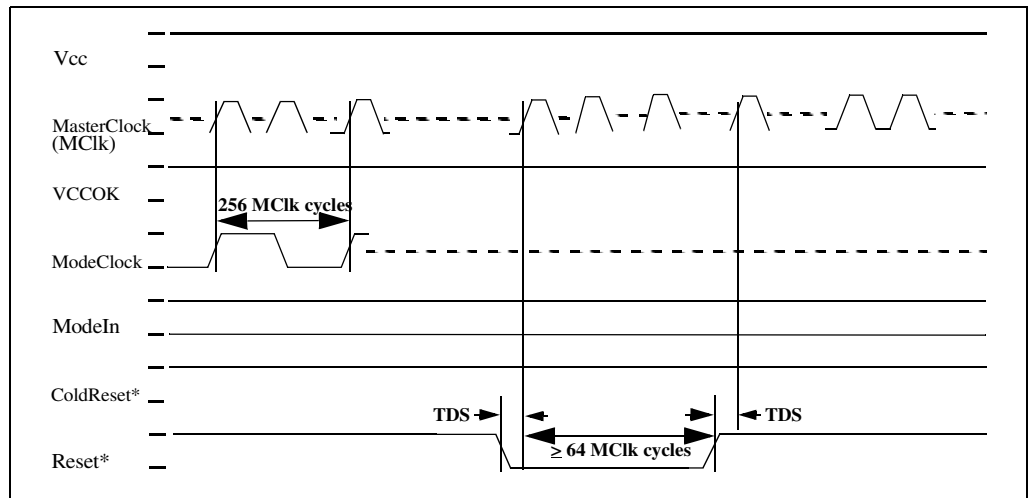 Vcc
MasterClock
(MClk)
VCCOK
256 MClk cycles
ModeClock
ModeIn
ColdReset*
TDS
TDS
≥ 64 MClk cycles
Reset*